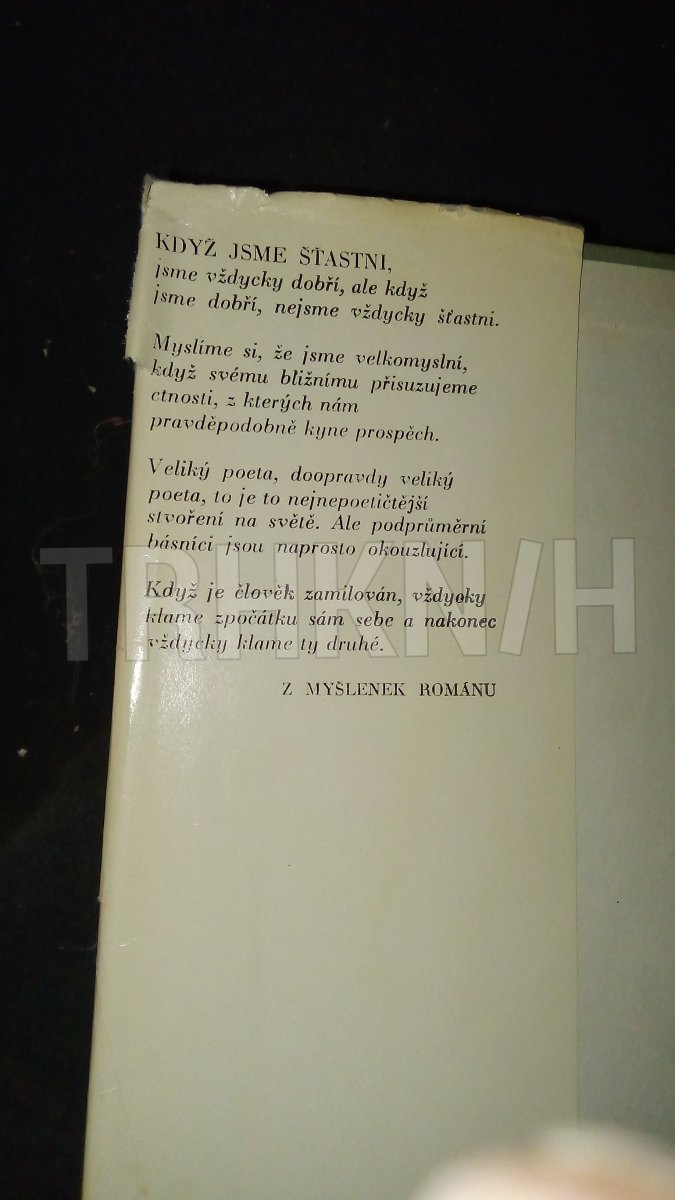 KDYŽ JSME ŠŤASTNI,
jsme vždycky dobří, ale když
jsme dobří, nejsme vždycky šťastni.
Myslíme si, že jsme velkomyslní,
když svému bližnímu přisuzujeme
ctnosti, z kterých nám
pravděpodobně kyne prospěch.
Veliký poeta, doopravdy veliký
poeta, to je to nejnepoetičtější
stvoření na světě. Ale podprůměrní
básníci jsou naprosto okouzlující.
TRHKN/H
Když je člověk zamilován, vždycky
klame zpočátku sám sebe a nakonec
vždycky klame ty druhé.
Z MYŠLENEK ROMÁNU